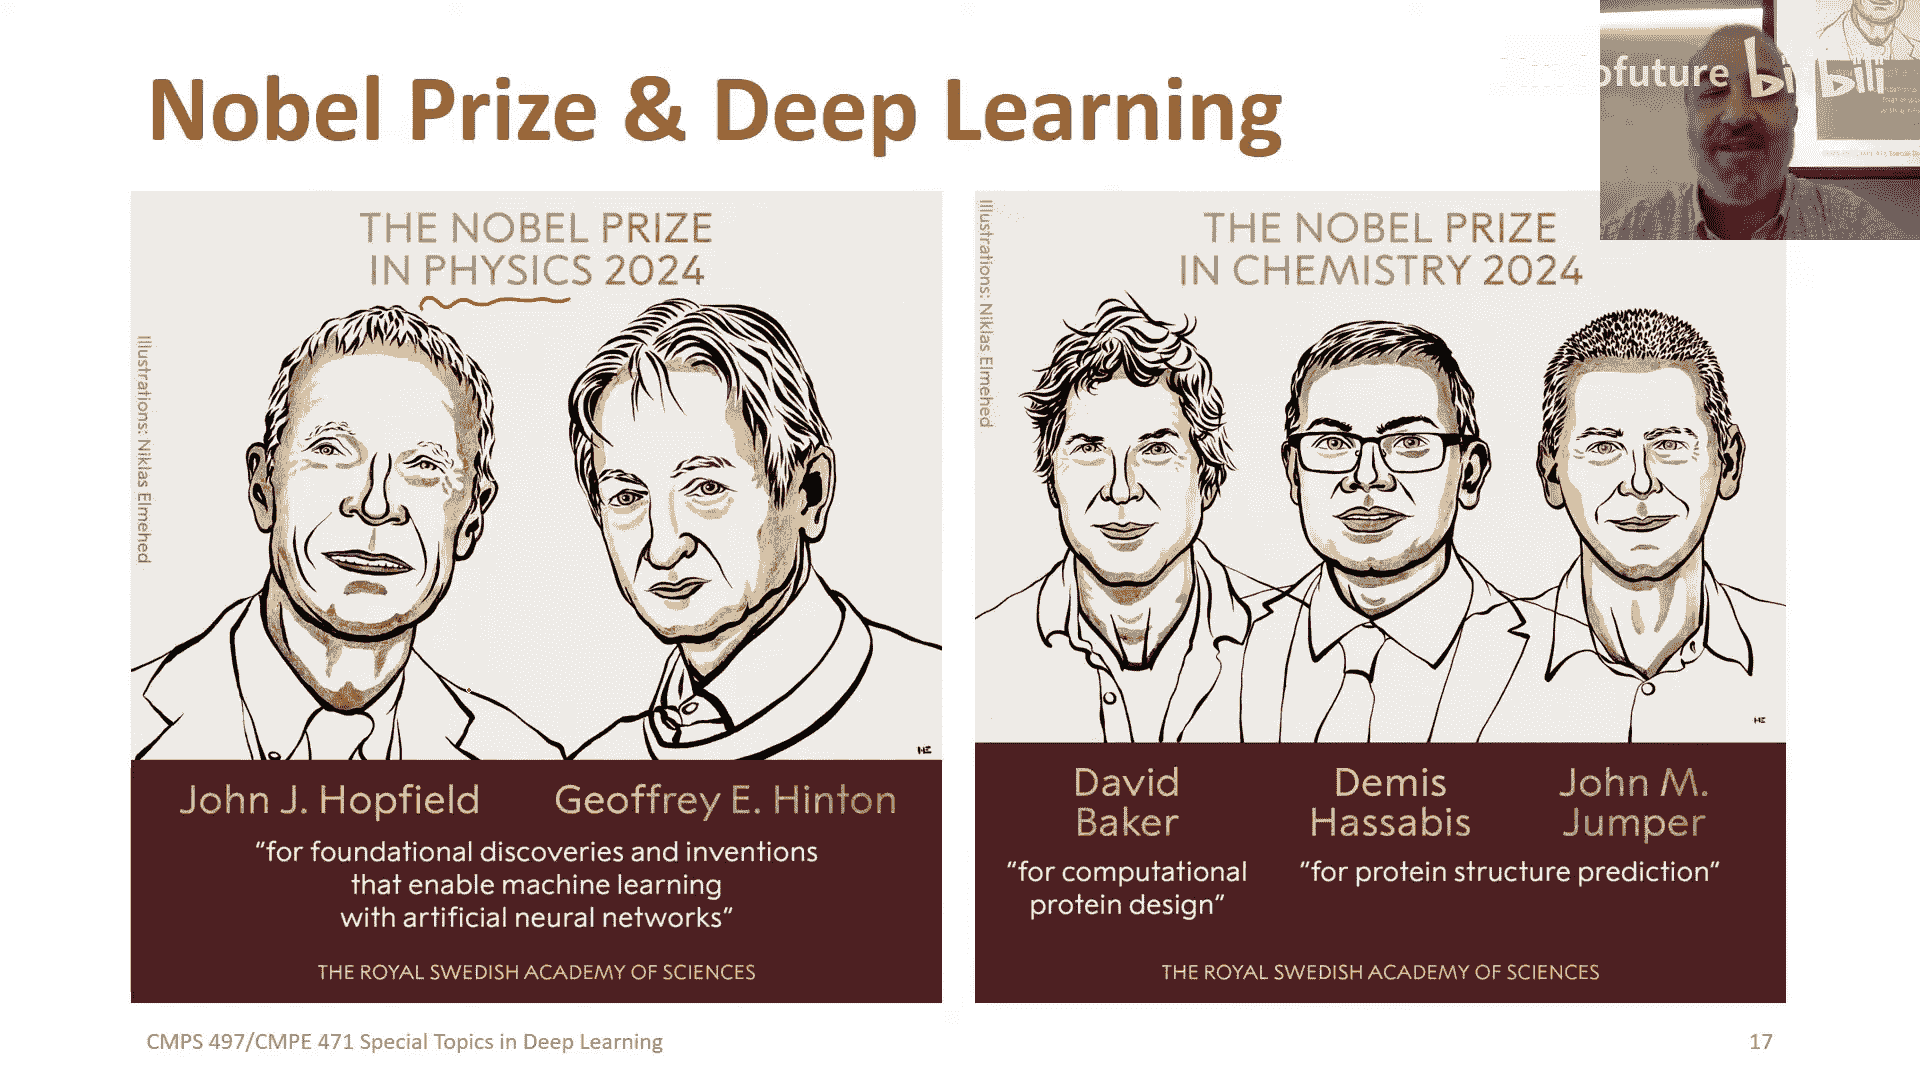 Nobel Prize & Deep Learning
ofuture bilibili
THE NOBEL PRIZE
IN PHYSICS 2024
Illustrations: Niklas Elmehed
John J. Hopfield
Geoffrey E. Hinton
“for foundational discoveries and inventions
that enable machine learning
with artificial neural networks”
THE ROYAL SWEDISH ACADEMY OF SCIENCES
THE NOBEL PRIZE
IN CHEMISTRY 2024
Illustrations: Niklas Elmehed
David
Baker
Demis
Hassabis
John M.
Jumper
“for computational
protein design”
“for protein structure prediction”
THE ROYAL SWEDISH ACADEMY OF SCIENCES
CMPS 497/CMPE 471 Special Topics in Deep Learning
17